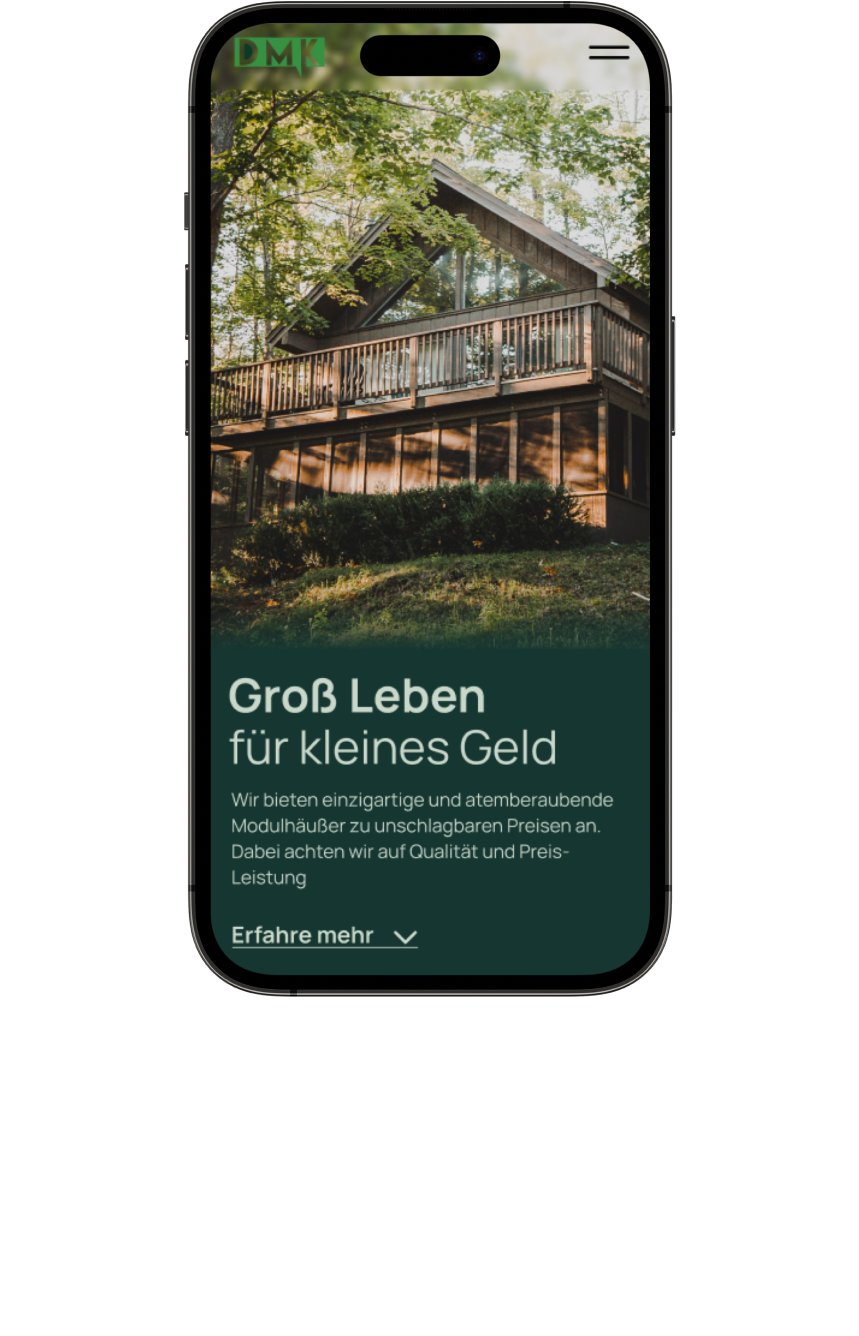 DMK
Groß Leben
für kleines Geld
Wir bieten einzigartige und atemberaubende
Modulhäußer zu unschlagbaren Preisen an.
Dabei achten wir auf Qualität und Preis-
Leistung
Erfahre mehr